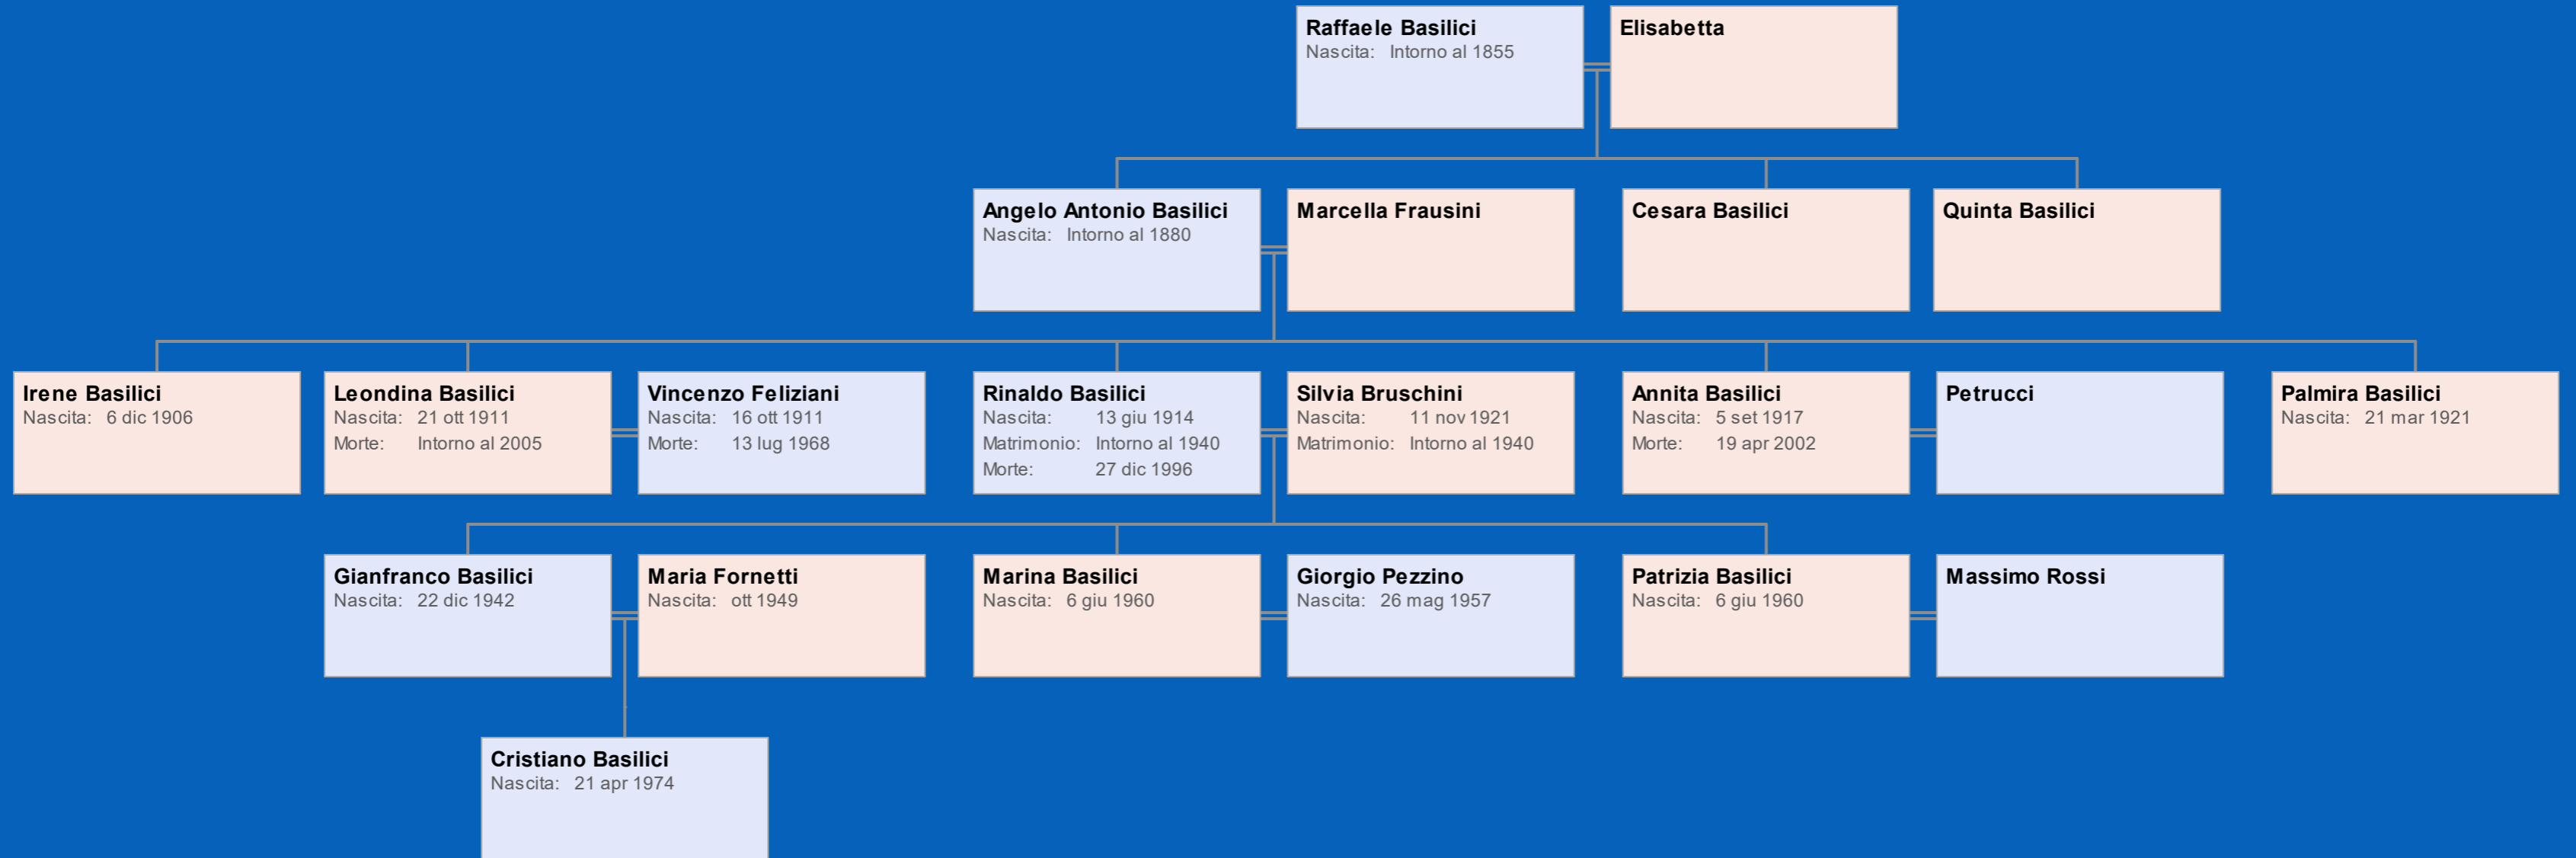 Raffaele Basilici
Nascita: Intorno al 1855
Elisabetta
Angelo Antonio Basilici
Nascita: Intorno al 1880
Marcella Frausini
Cesara Basilici
Quinta Basilici
Irene Basilici
Nascita: 6 dic 1906
Leondina Basilici
Nascita: 21 ott 1911
Morte: Intorno al 2005
Vincenzo Feliziani
Nascita: 16 ott 1911
Morte: 13 lug 1968
Rinaldo Basilici
Nascita: 13 giu 1914
Matrimonio: Intorno al 1940
Morte: 27 dic 1996
Silvia Bruschini
Nascita: 11 nov 1921
Matrimonio: Intorno al 1940
Annita Basilici
Nascita: 5 set 1917
Morte: 19 apr 2002
Petrucci
Palmira Basilici
Nascita: 21 mar 1921
Gianfranco Basilici
Nascita: 22 dic 1942
Maria Fornetti
Nascita: ott 1949
Marina Basilici
Nascita: 6 giu 1960
Giorgio Pezzino
Nascita: 26 mag 1957
Patrizia Basilici
Nascita: 6 giu 1960
Massimo Rossi
Cristiano Basilici
Nascita: 21 apr 1974